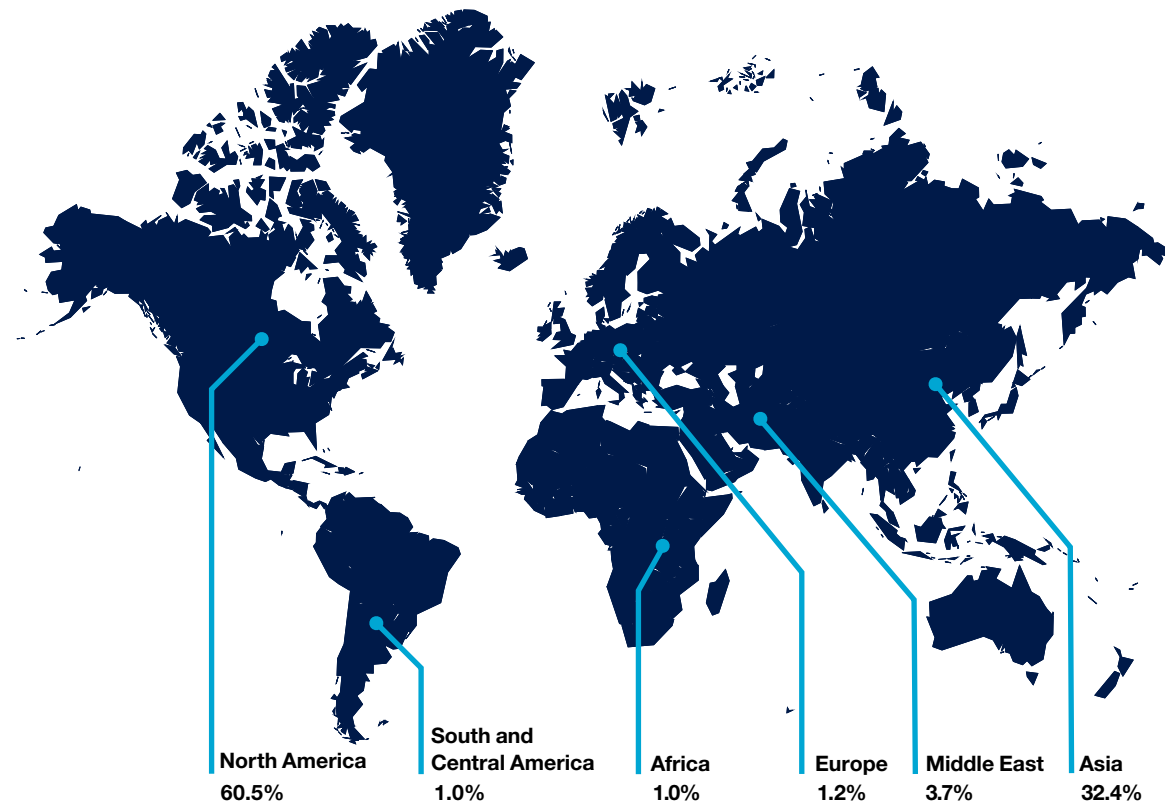 North America
60.5%
South and
Central America
1.0%
Africa
1.0%
Europe
1.2%
Middle East
3.7%
Asia
32.4%